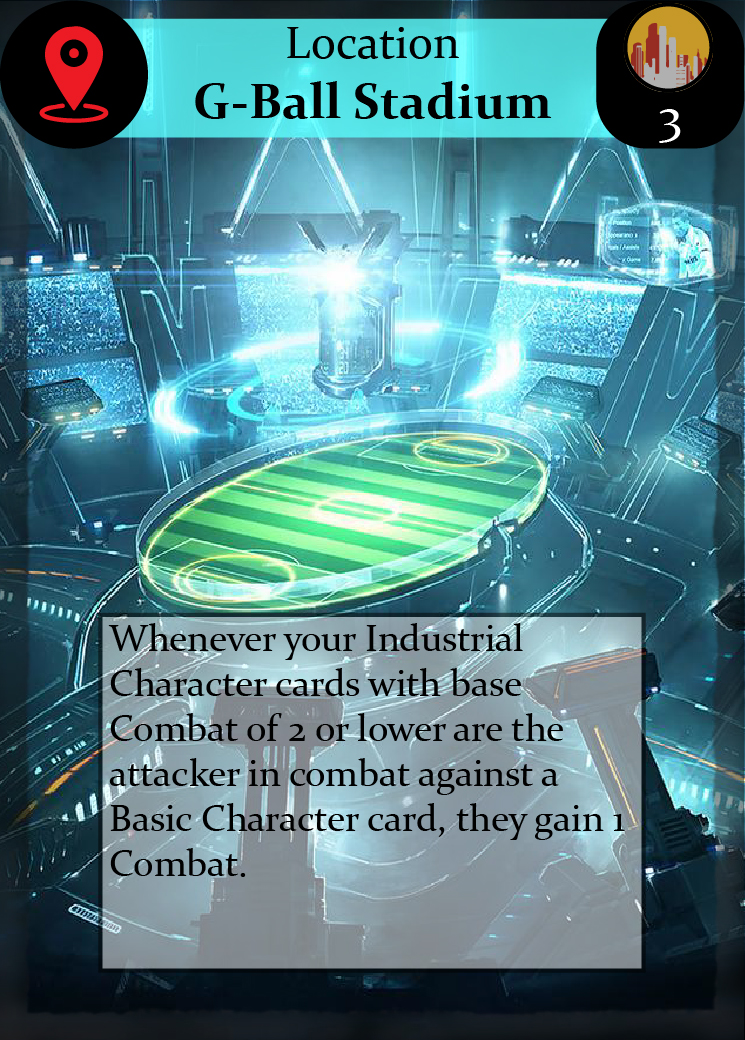 Location
G-Ball Stadium
3
Position
Whenever your Industrial
Character cards with base
Combat of 2 or lower are the
attacker in combat against a
Basic Character card, they gain 1
Combat.